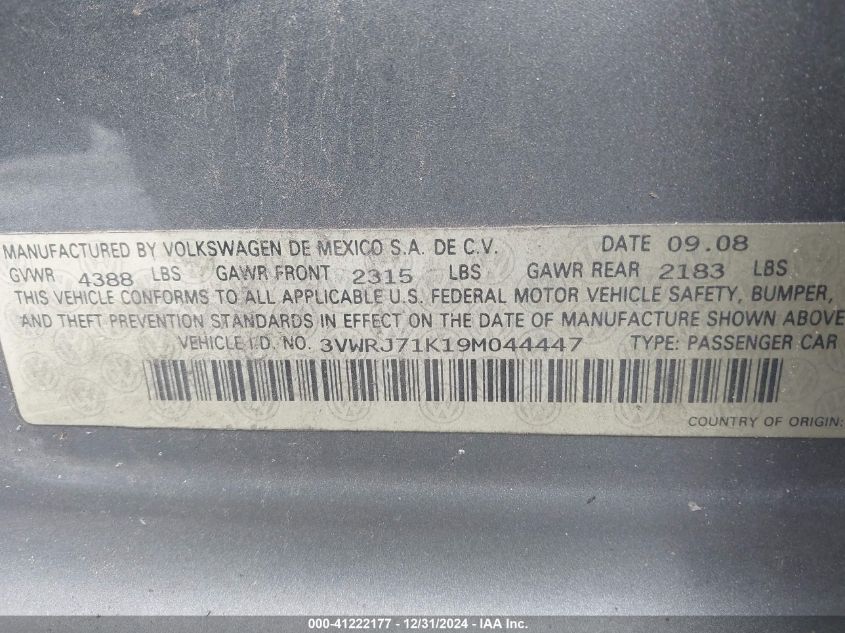 MANUFACTURED BY VOLKSWAGEN DE MEXICO S.A. DE C.V. DATE 09.08
GVWR 4388 LBS GAWR FRONT 2315 LBS GAWR REAR 2183 LBS
THIS VEHICLE CONFORMS TO ALL APPLICABLE U.S. FEDERAL MOTOR VEHICLE SAFETY, BUMPER,
AND THEFT PREVENTION STANDARDS IN EFFECT ON THE DATE OF MANUFACTURE SHOWN ABOVE
VEHICLE I.D. NO. 3VWRJ71K19M044447 TYPE: PASSENGER CAR
COUNTRY OF ORIGIN:
000-41222177 - 12/31/2024 - IAA Inc.